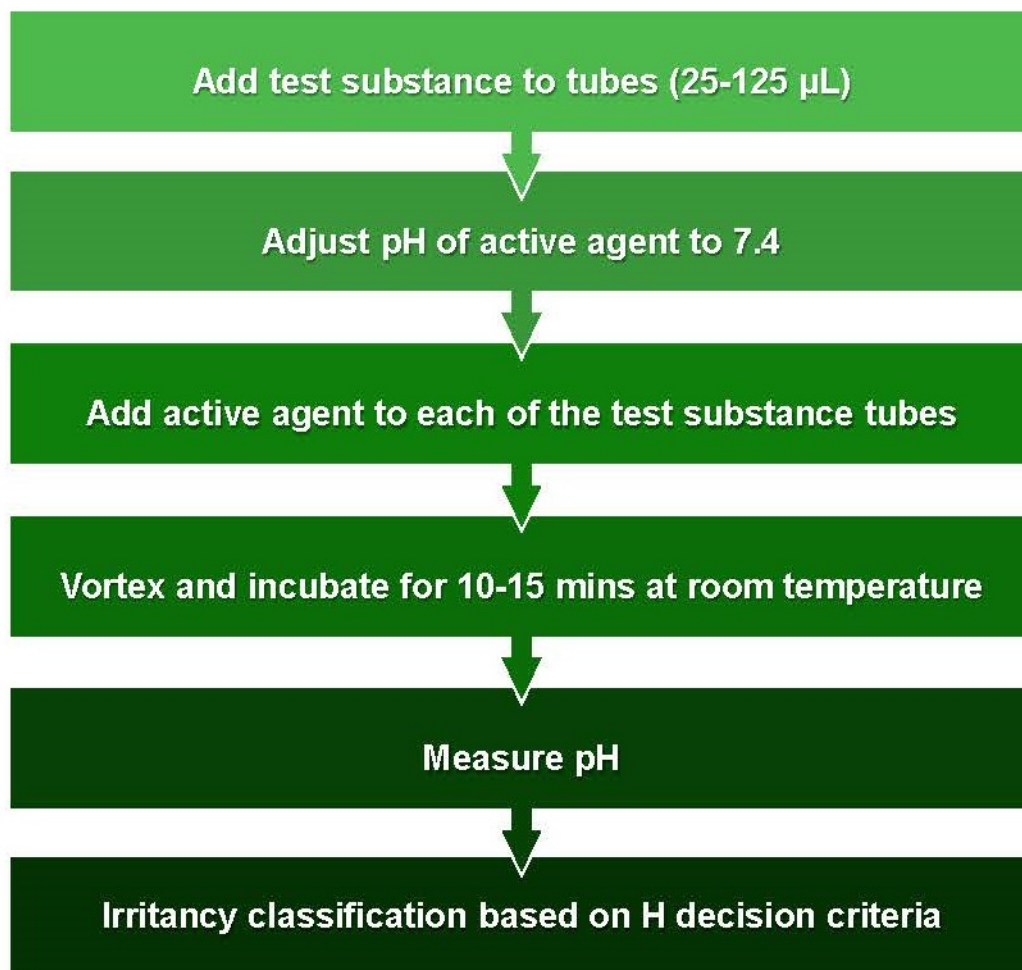 Add test substance to tubes (25-125 µL)
Adjust pH of active agent to 7.4
Add active agent to each of the test substance tubes
Vortex and incubate for 10-15 mins at room temperature
Measure pH
Irritancy classification based on H decision criteria